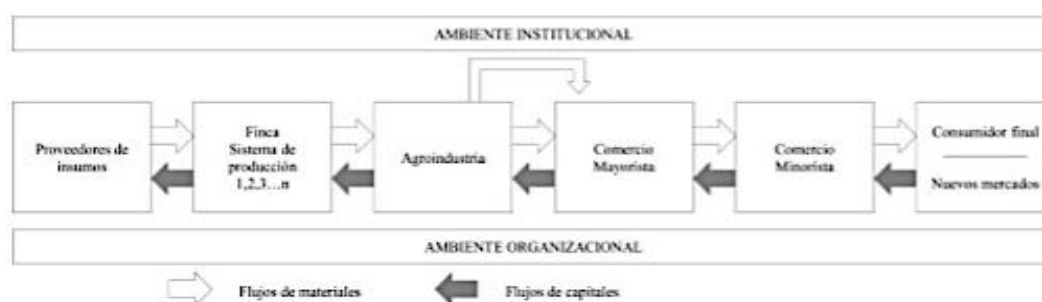 AMBIENTE INSTITUCIONAL
Proveedores de
insumos
Finca
Sistema de
producción
1,2,3...n
Agroindustria
Comercio
Mayorista
Comercio
Minorista
Consumidor final
Nuevos mercados
AMBIENTE ORGANIZACIONAL
Flujos de materiales
Flujos de capitales